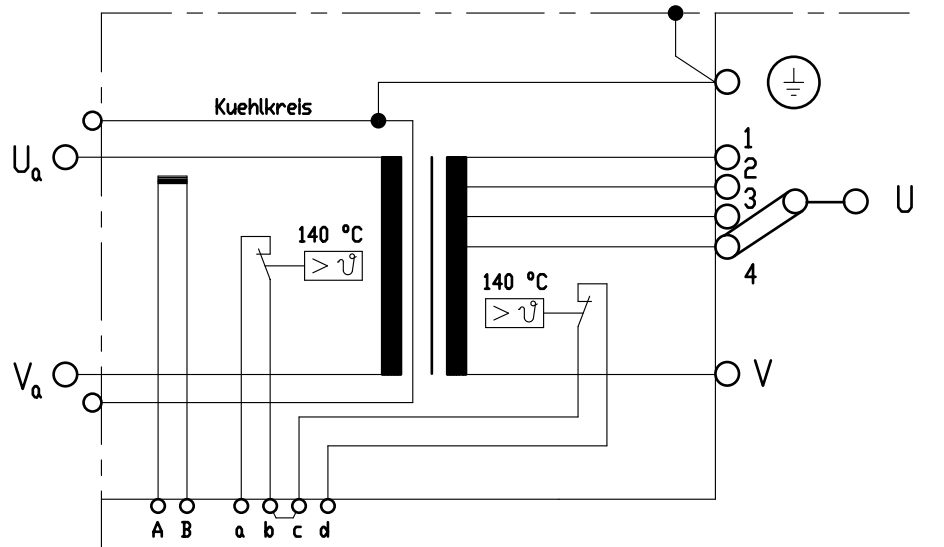 Kuehlkreis
1
Ua
2
3
U
140 °C
> ϑ
4
140 °C
> ϑ
Va
V
A B a b c d